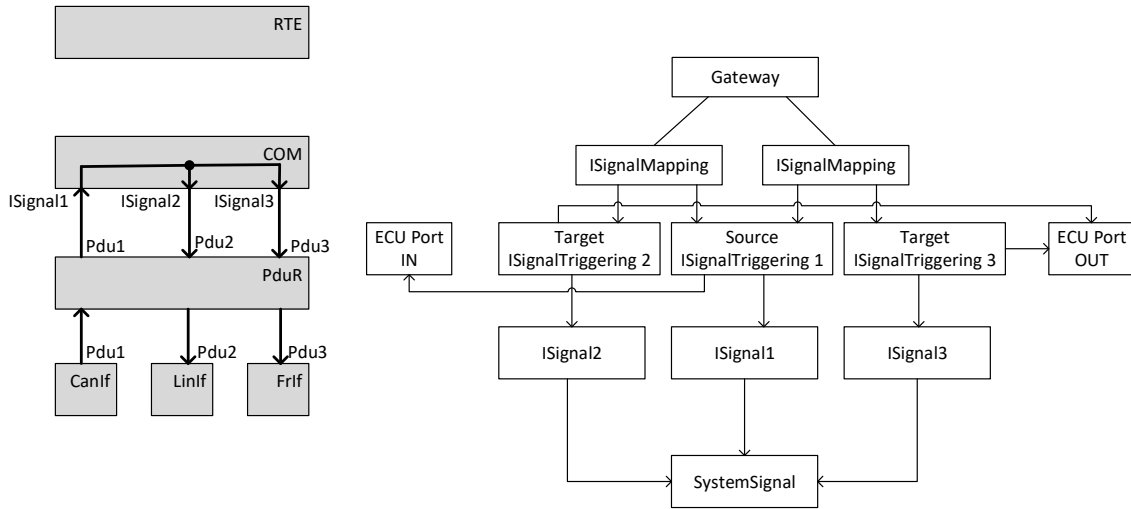 RTE
COM
ISignal1
ISignal2
ISignal3
Pdu1
Pdu2
Pdu3
PduR
Pdu1
Pdu2
Pdu3
CanIf
LinIf
FrIf
Gateway
ISignalMapping
ISignalMapping
ECU Port
IN
Target
ISignalTriggering 2
Source
ISignalTriggering 1
Target
ISignalTriggering 3
ECU Port
OUT
ISignal2
ISignal1
ISignal3
SystemSignal